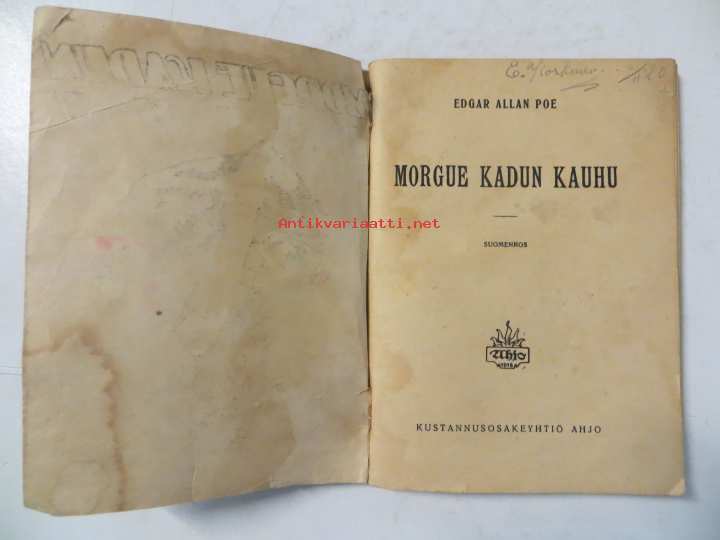 EDGAR ALLAN POE
MORGUE KADUN KAUHU
SUOMENNOS
Ahjo
KUSTANNUSOSAKEYHTIÖ AHJO
Antikvariaatti.net